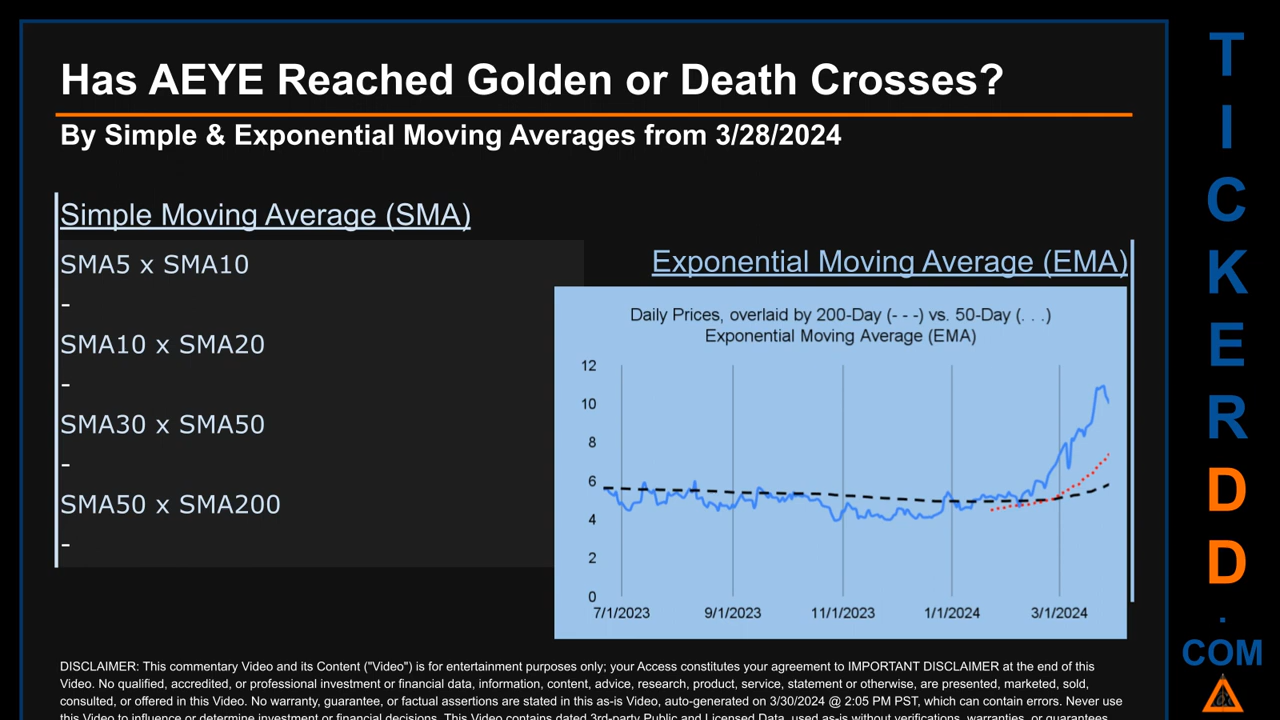 Has AEYE Reached Golden or Death Crosses?
By Simple & Exponential Moving Averages from 3/28/2024
Simple Moving Average (SMA)
SMA5 x SMA10
-
SMA10 x SMA20
-
SMA30 x SMA50
-
SMA50 x SMA200
-
Exponential Moving Average (EMA)
Daily Prices, overlaid by 200-Day (- - -) vs. 50-Day (. . .)
Exponential Moving Average (EMA)
12
10
8
6
4
2
0
7/1/2023 9/1/2023 11/1/2023 1/1/2024 3/1/2024
DISCLAIMER: This commentary Video and its Content ("Video") is for entertainment purposes only; your Access constitutes your agreement to IMPORTANT DISCLAIMER at the end of this
Video. No qualified, accredited, or professional investment or financial data, information, content, advice, research, product, service, statement or otherwise, are presented, marketed, sold,
consulted, or offered in this Video. No warranty, guarantee, or factual assertions are stated in this as-is Video, auto-generated on 3/30/2024 @ 2:05 PM PST, which can contain errors. Never use
this Video to influence or determine investment or financial decisions. This Video contains dated 3rd-party Public and Licensed Data, used as-is without verifications, warranties, or guarantees
T
I
C
K
E
R
D
D
.
COM